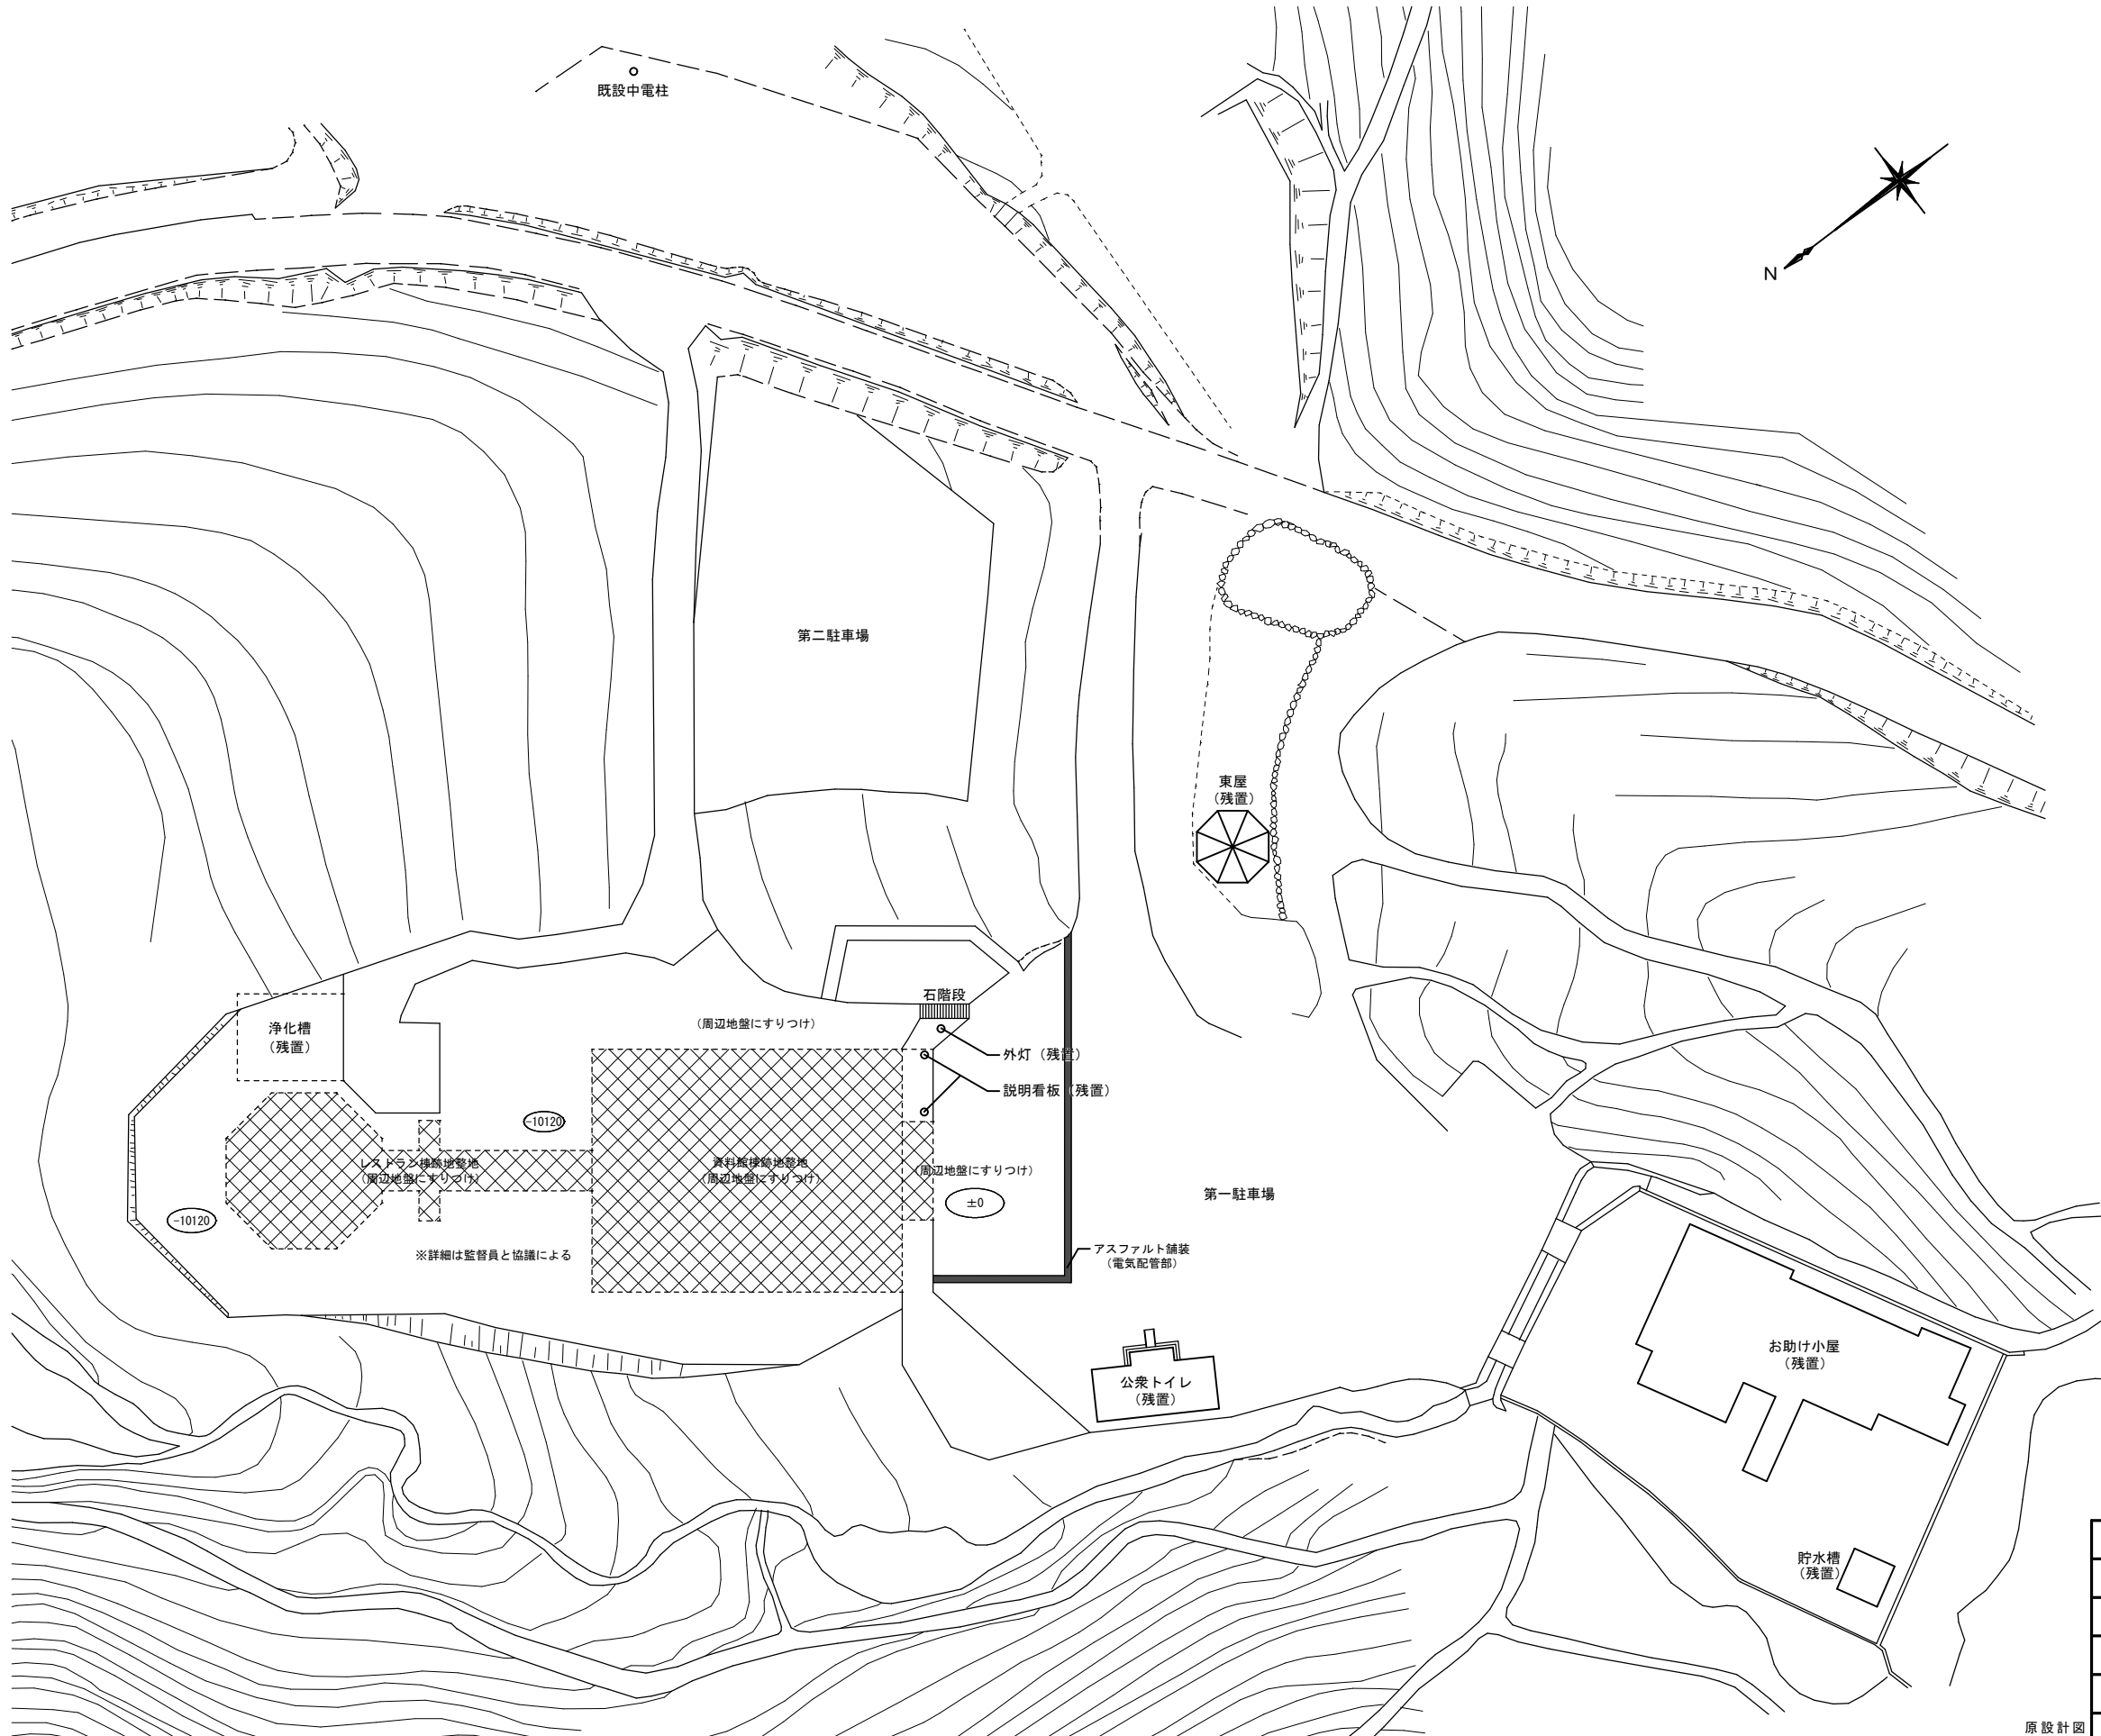 既設中電柱
N
第二駐車場
東屋
(残置)
石階段
(周辺地盤にすりつけ)
浄化槽
(残置)
外灯 (残置)
説明看板 (残置)
-10120
レストラン棟跡地整地
(周辺地盤にすりつけ)
資料館棟跡地整地
(周辺地盤にすりつけ)
(周辺地盤にすりつけ)
±0
第一駐車場
-10120
※詳細は監督員と協議による
アスファルト舗装
(電気配管部)
お助け小屋
(残置)
公衆トイレ
(残置)
貯水槽
(残置)
原設計図